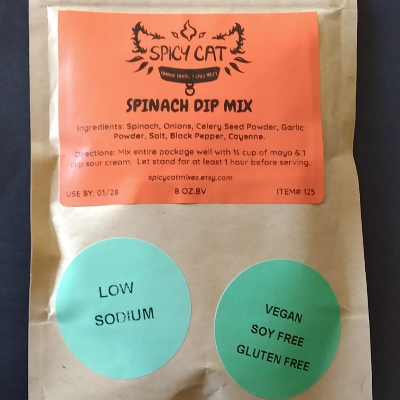 SPICY CAT
SPINACH DIP MIX
Ingredients: Spinach, Onions, Celery Seed Powder, Garlic
Powder, Salt, Black Pepper, Cayenne.
Directions: Mix entire package well with ¾ cup of mayo & 1
cup sour cream. Let stand for at least 1 hour before serving.
spicycatmixes.etsy.com
USE BY: 01/28 8 OZ.BV ITEM# 125
LOW
SODIUM
VEGAN
SOY FREE
GLUTEN FREE